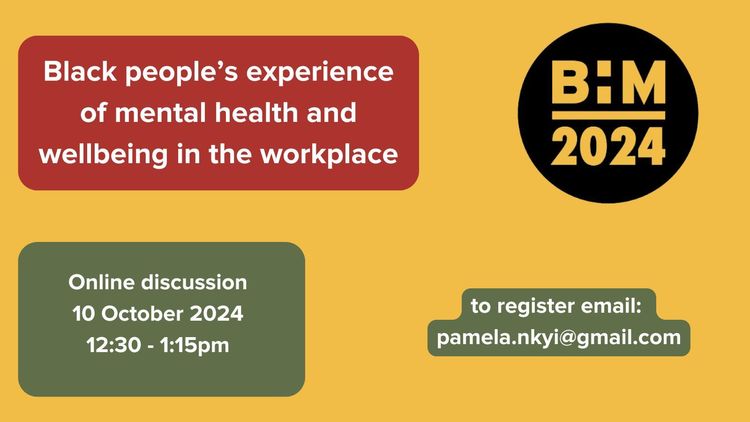 Black people’s experience
of mental health and
wellbeing in the workplace
BHM
2024
Online discussion
10 October 2024
12:30 - 1:15pm
to register email:
pamela.nkyi@gmail.com